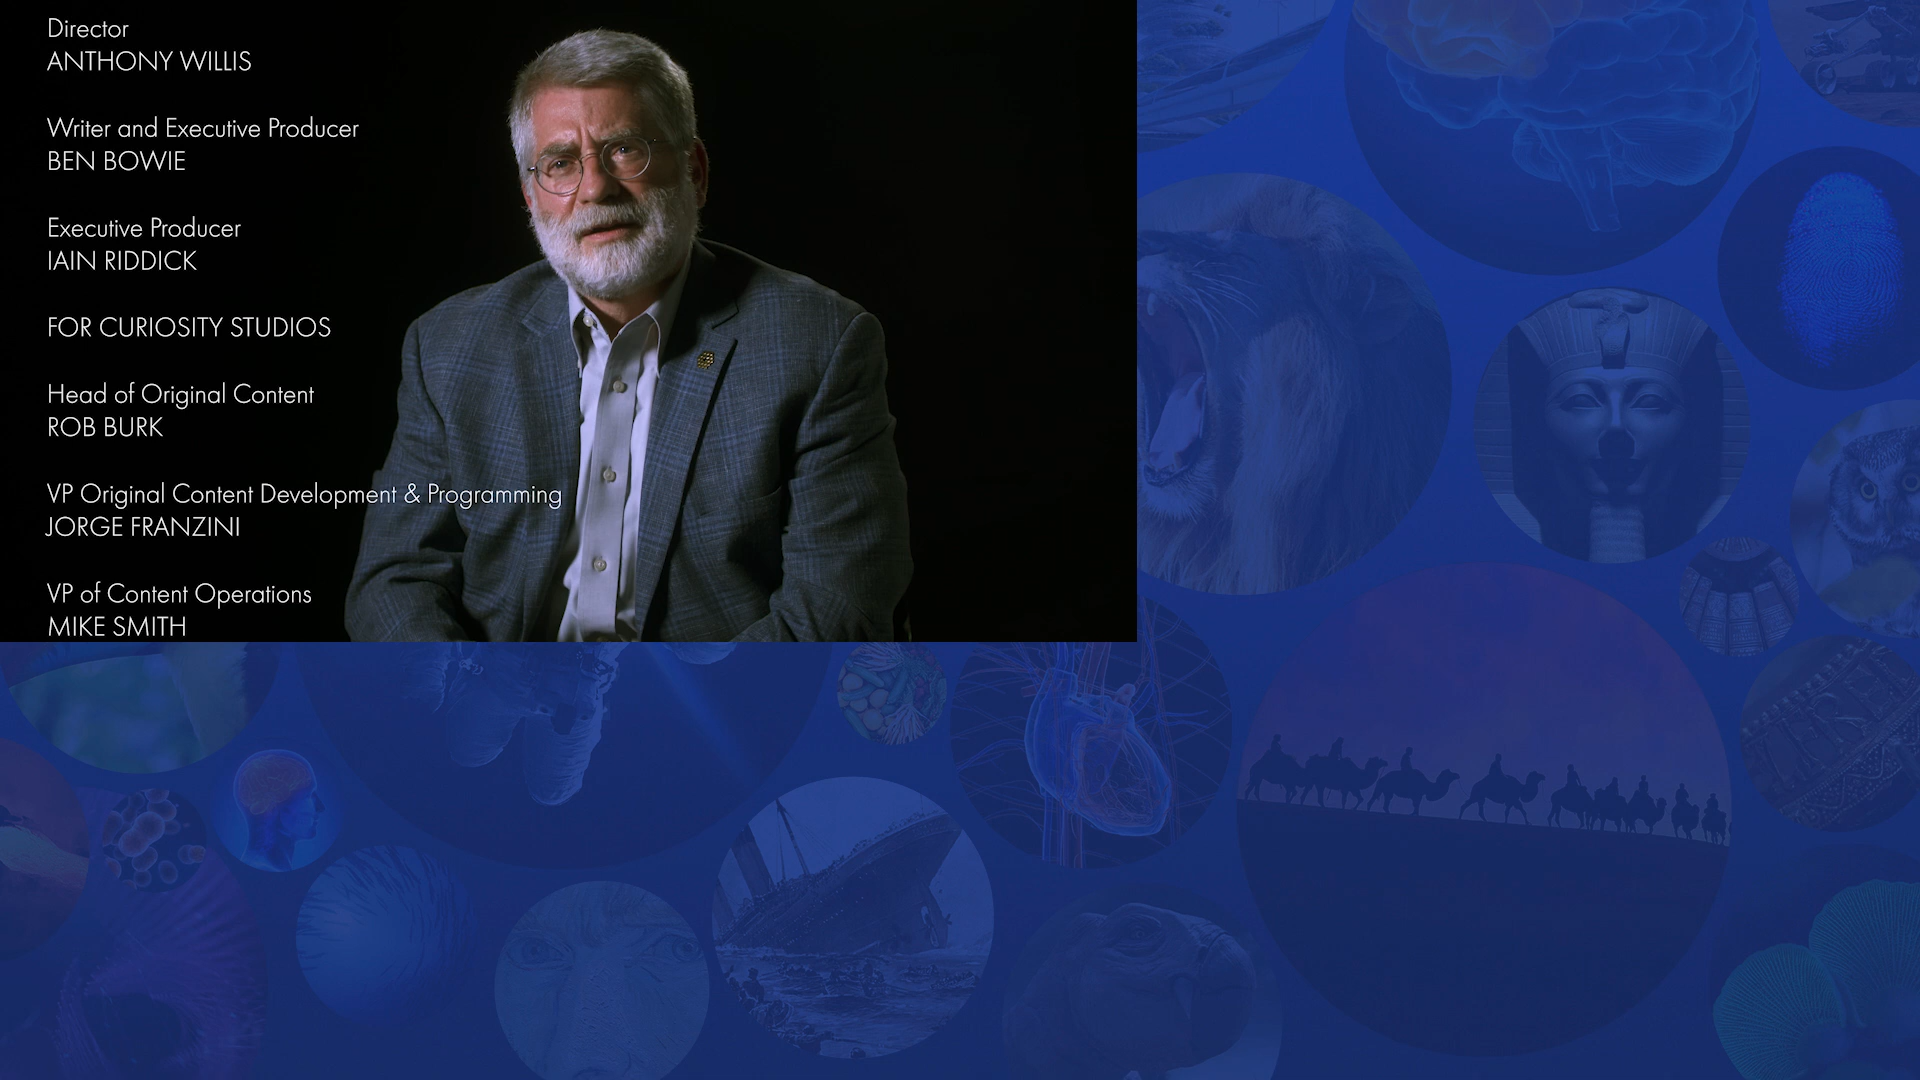 Director
ANTHONY WILLIS
Writer and Executive Producer
BEN BOWIE
Executive Producer
IAIN RIDDICK
FOR CURIOSITY STUDIOS
Head of Original Content
ROB BURK
VP Original Content Development & Programming
JORGE FRANZINI
VP of Content Operations
MIKE SMITH